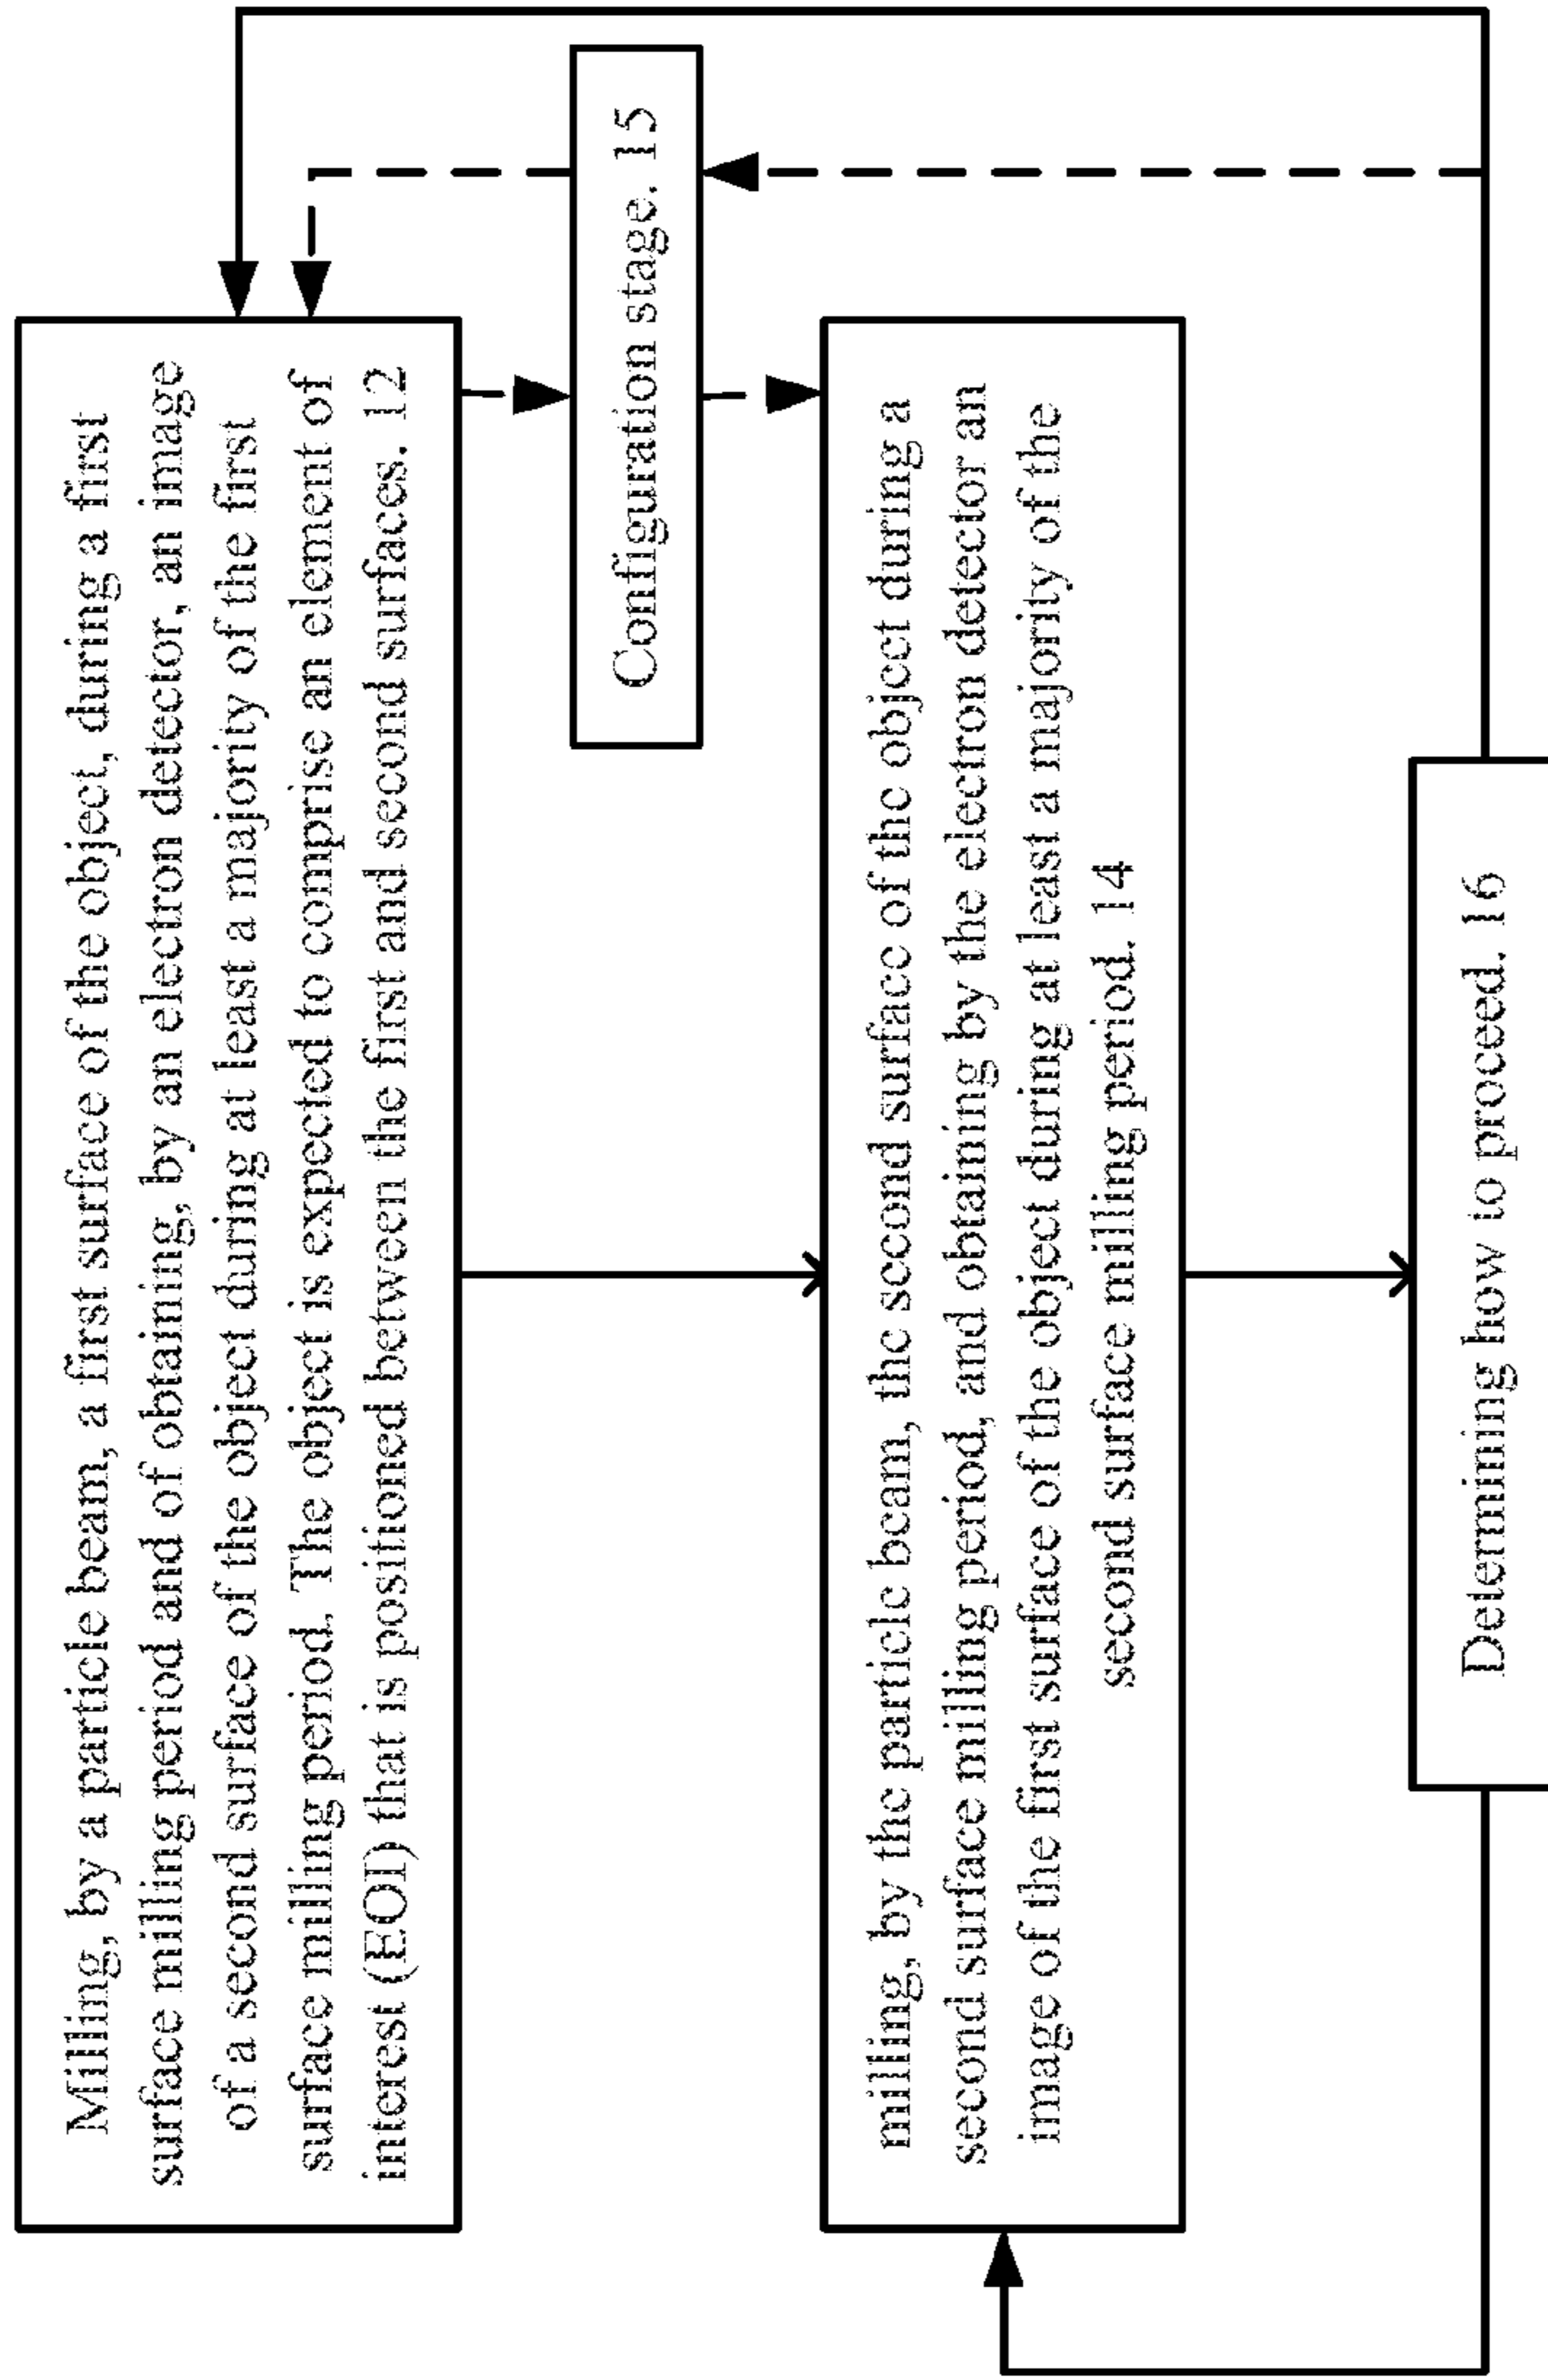 Milling, by a particle beam, a first surface of the object, during a first
surface milling period and of obtaining, by an electron detector, an image
of a second surface of the object during at least a majority of the first
surface milling period. The object is expected to comprise an element of
interest (EOI) that is positioned between the first and second surfaces. 12
Configuration stage. 15
milling, by the particle beam, the second surface of the object during a
second surface milling period, and obtaining by the electron detector an
image of the first surface of the object during at least a majority of the
second surface milling period. 14
Determining how to proceed. 16